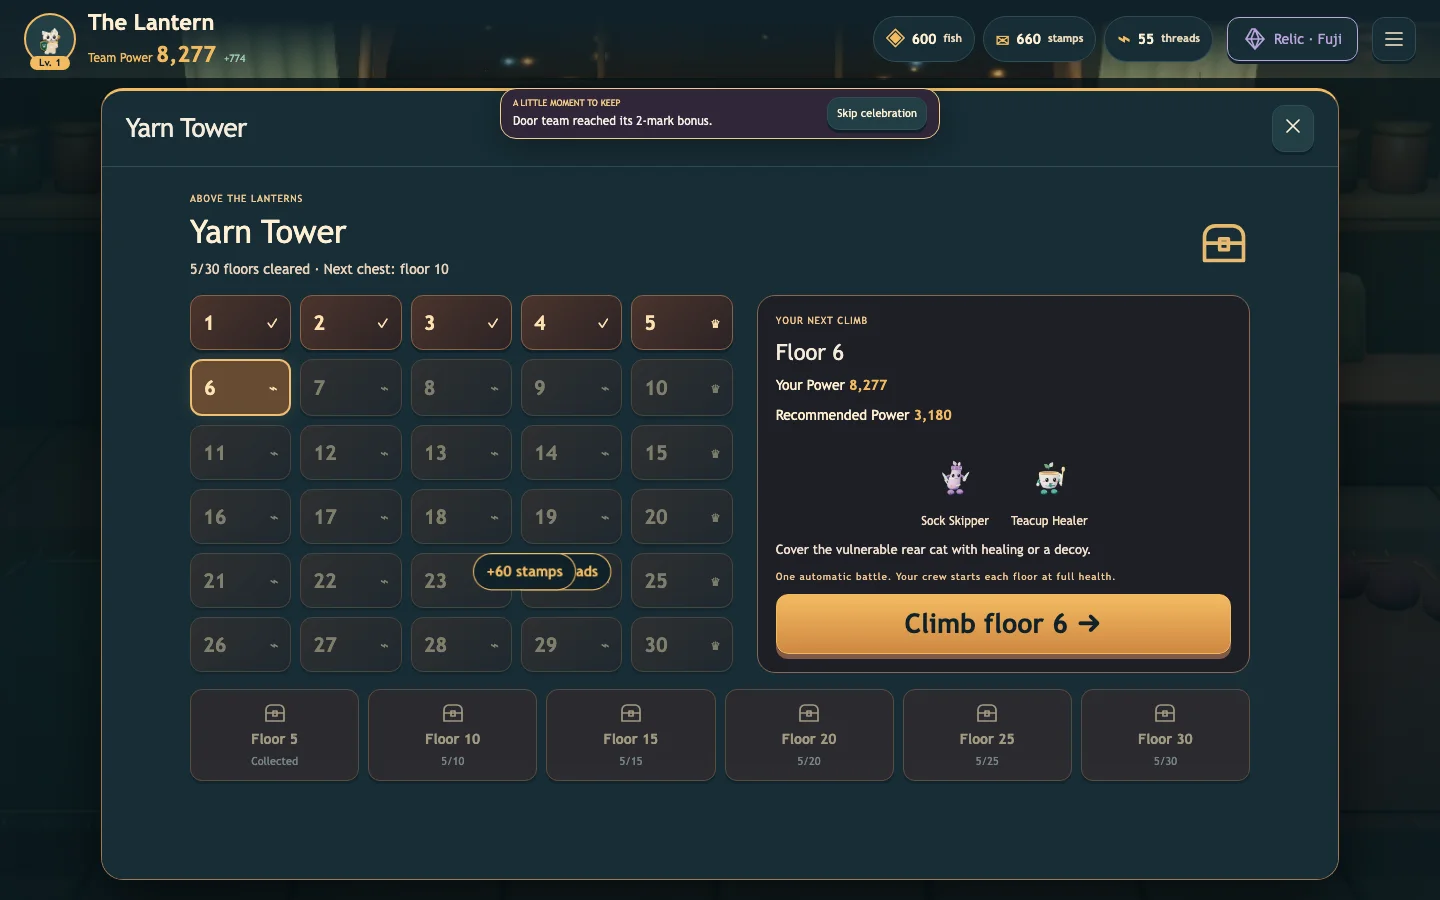 The Lantern
Team Power 8,277 +774
Lv. 1
600 fish
660 stamps
55 threads
Relic · Fuji
Yarn Tower
A LITTLE MOMENT TO KEEP
Door team reached its 2-mark bonus.
Skip celebration
ABOVE THE LANTERNS
Yarn Tower
5/30 floors cleared · Next chest: floor 10
1 2 3 4 5
6 7 8 9 10
11 12 13 14 15
16 17 18 19 20
21 22 23 25
+60 stamps ads
26 27 28 29 30
YOUR NEXT CLIMB
Floor 6
Your Power 8,277
Recommended Power 3,180
Sock Skipper Teacup Healer
Cover the vulnerable rear cat with healing or a decoy.
One automatic battle. Your crew starts each floor at full health.
Climb floor 6 →
Floor 5 Floor 10 Floor 15 Floor 20 Floor 25 Floor 30
Collected 5/10 5/15 5/20 5/25 5/30